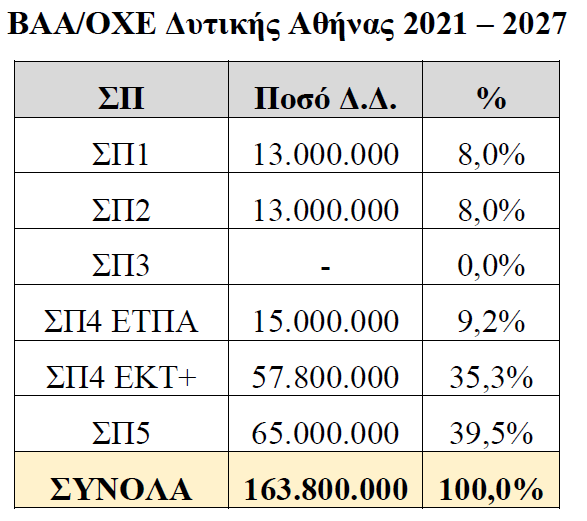 ΒΑΑ/ΟΧΕ Δυτικής Αθήνας 2021 – 2027
ΣΠ Ποσό Δ.Δ. %
ΣΠ1 13.000.000 8,0%
ΣΠ2 13.000.000 8,0%
ΣΠ3 - 0,0%
ΣΠ4 ΕΤΠΑ 15.000.000 9,2%
ΣΠ4 ΕΚΤ+ 57.800.000 35,3%
ΣΠ5 65.000.000 39,5%
ΣΥΝΟΛΑ 163.800.000 100,0%